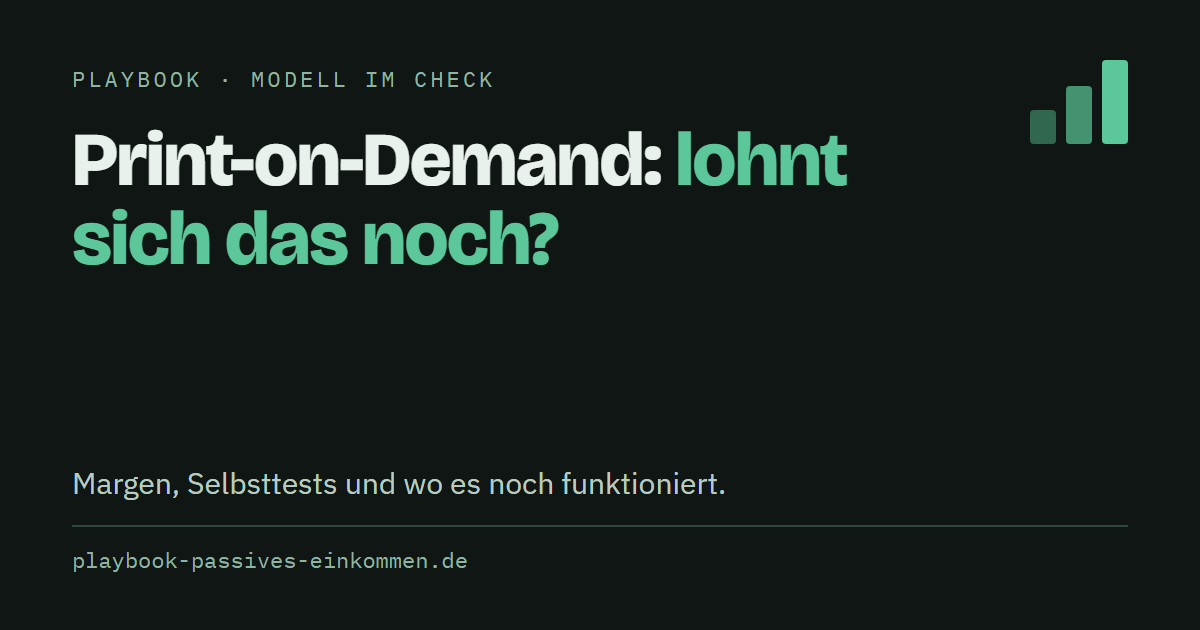 PLAYBOOK · MODELL IM CHECK
Print-on-Demand: lohnt
sich das noch?
Margen, Selbsttests und wo es noch funktioniert.
playbook-passives-einkommen.de